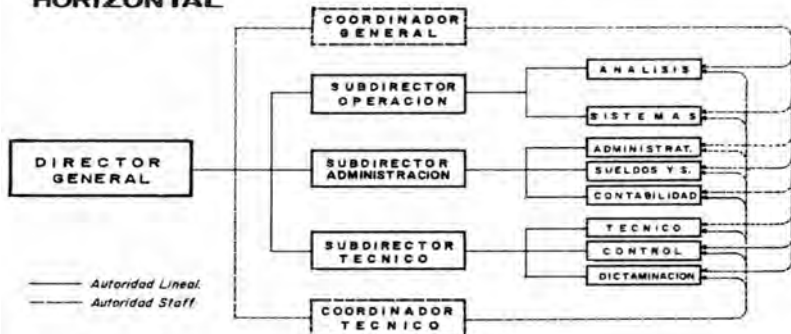 HORIZONTAL
COORDINADOR
GENERAL
SUBDIRECTOR
OPERACION
ANALISIS
SISTEMAS
DIRECTOR
GENERAL
SUBDIRECTOR
ADMINISTRACION
ADMINISTRAT.
SUELDOS Y S.
CONTABILIDAD
SUBDIRECTOR
TECNICO
TECNICO
CONTROL
DICTAMINACION
Autoridad Lineal.
Autoridad Staff
COORDINADOR
TECNICO